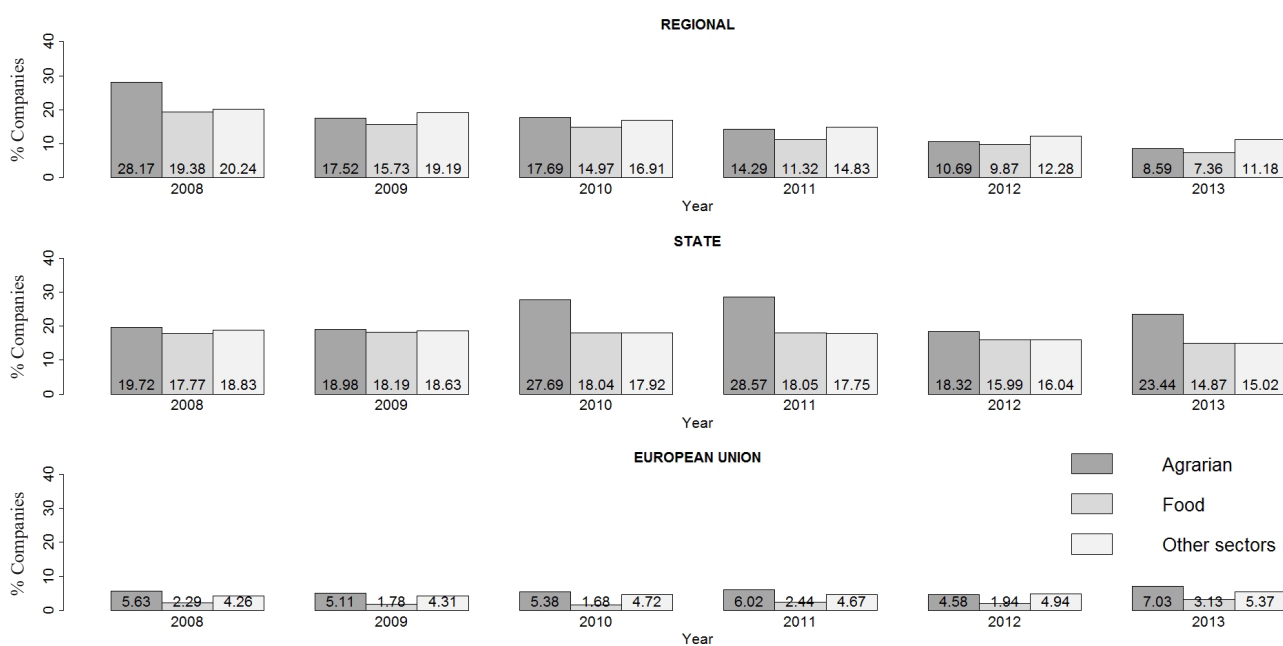 REGIONAL
% Companies
40
30
20
10
0
28.17 19.38 20.24 17.52 15.73 19.19 17.69 14.97 16.91 14.29 11.32 14.83 10.69 9.87 12.28 8.59 7.36 11.18
2008 2009 2010 2011 2012 2013
Year
STATE
% Companies
40
30
20
10
0
19.72 17.77 18.83 18.98 18.19 18.63 27.69 18.04 17.92 28.57 18.05 17.75 18.32 15.99 16.04 23.44 14.87 15.02
2008 2009 2010 2011 2012 2013
Year
EUROPEAN UNION
% Companies
40
30
20
10
0
Agrarian
Food
Other sectors
5.63 2.29 4.26 5.11 1.78 4.31 5.38 1.68 4.72 6.02 2.44 4.67 4.58 1.94 4.94 7.03 3.13 5.37
2008 2009 2010 2011 2012 2013
Year